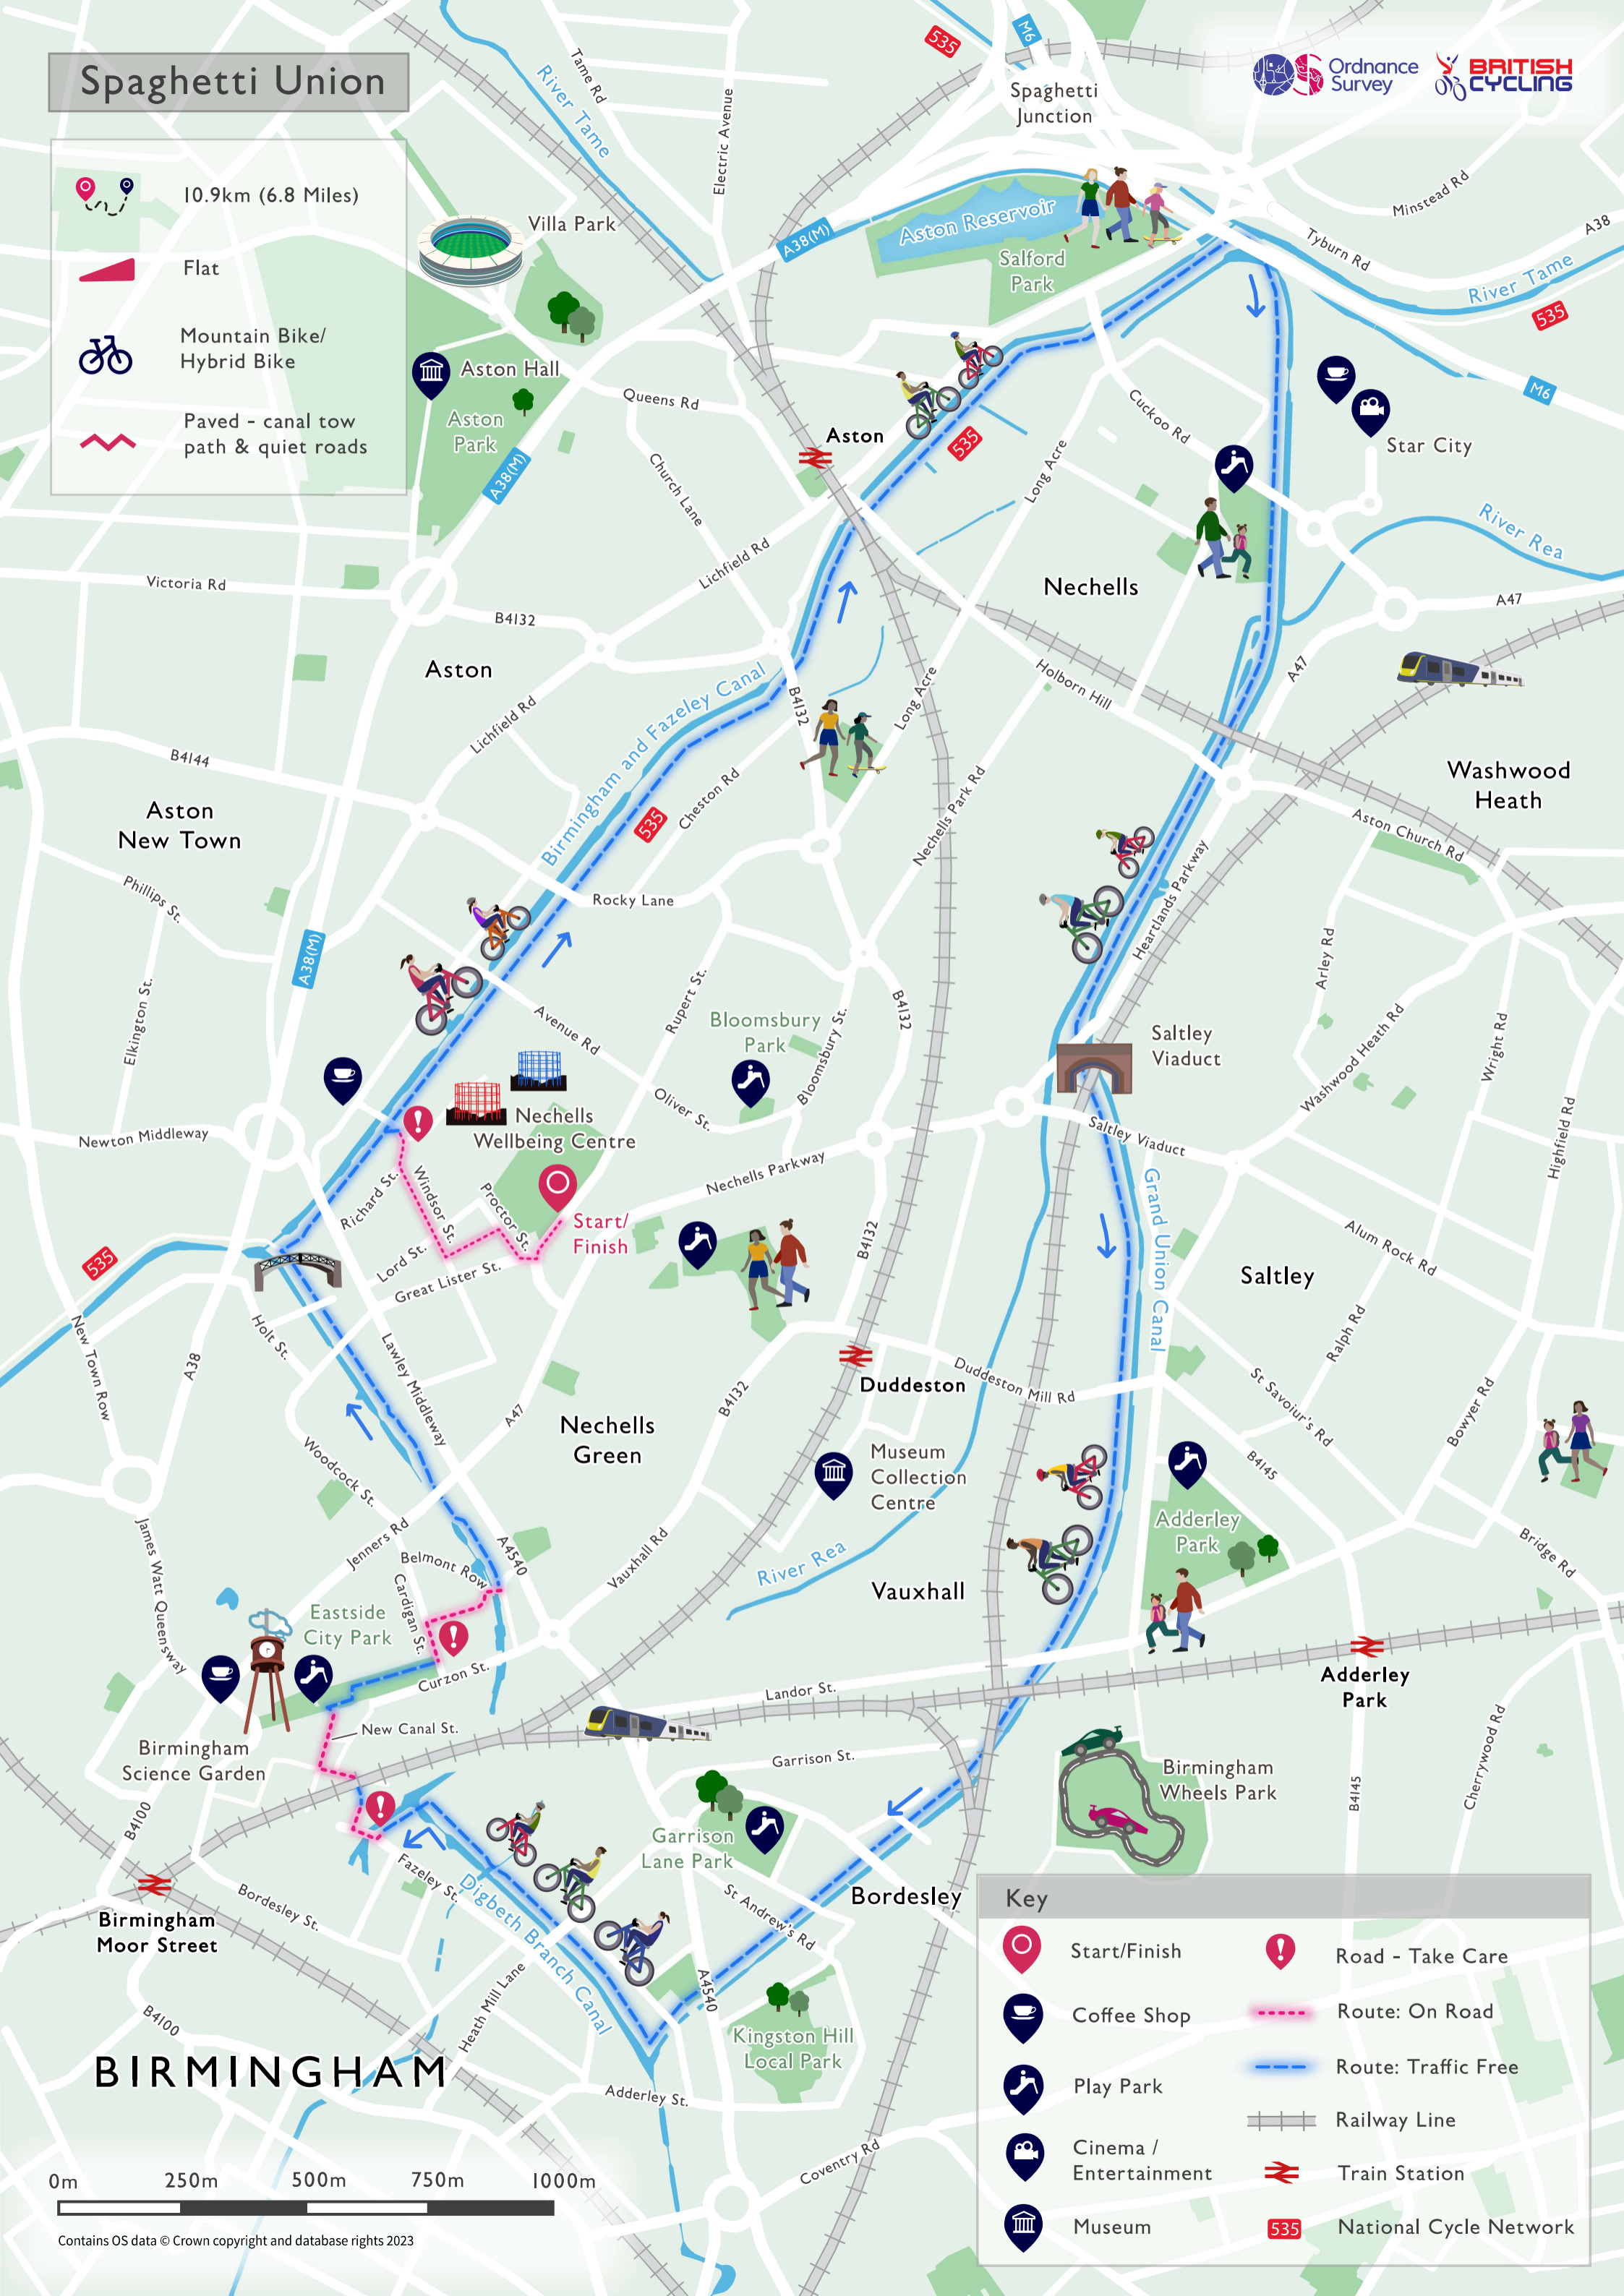 Spaghetti Union
10.9km (6.8 Miles)
Flat
Mountain Bike/
Hybrid Bike
Paved - canal tow
path & quiet roads
Ordnance
Survey
BRITISH
CYCLING
535
M6
Spaghetti
Junction
River Tame
Tame Rd
Electric Avenue
Villa Park
A38(M)
Aston Reservoir
Salford
Park
Minstead Rd
A38
Tyburn Rd
River Tame
535
M6
Aston Hall
Aston
Park
A38(M)
Queens Rd
Church Lane
Aston
535
Long Acre
Cuckoo Rd
Star City
River Rea
Lichfield Rd
Victoria Rd
B4132
Nechells
A47
Aston
Lichfield Rd
Birmingham and Fazeley Canal
B4132
Long Acre
Holborn Hill
A47
B4144
Aston
New Town
535
Cheston Rd
Nechells Park Rd
Washwood
Heath
Aston Church Rd
Phillips St.
Rocky Lane
Heartlands Parkway
A38(M)
Elkington St.
Rupert St.
Avenue Rd
B4132
Arley Rd
Bloomsbury
Park
Bloomsbury St.
Saltley
Viaduct
Washwood Heath Rd
Wright Rd
Oliver St.
Nechells
Wellbeing Centre
Newton Middleway
Saltley Viaduct
Highfield Rd
Nechells Parkway
Richard St.
Windsor St.
Proctor St.
Start/
Finish
Grand Union Canal
535
Lord St.
Great Lister St.
B4132
Alum Rock Rd
Saltley
New Town Row
A38
Holt St.
Lawley Middleway
Ralph Rd
Duddeston
Duddeston Mill Rd
St Savoiur's Rd
Bowyer Rd
A47
B4132
Nechells
Green
Museum
Collection
Centre
B4145
Woodcock St.
Adderley
Park
James Watt Queensway
Jenners Rd
Belmont Row
A4540
Vauxhall Rd
River Rea
Vauxhall
Bridge Rd
Cardigan St.
Eastside
City Park
Curzon St.
Adderley
Park
Landor St.
New Canal St.
Birmingham
Science Garden
Garrison St.
Birmingham
Wheels Park
B4145
Cherrywood Rd
B4100
Garrison
Lane Park
Fazeley St.
Digbeth Branch Canal
Bordesley
Bordesley St.
St Andrew's Rd
Birmingham
Moor Street
A4540
Heath Mill Lane
B4100
Kingston Hill
Local Park
BIRMINGHAM
Adderley St.
Coventry Rd
Key
Start/Finish
Road - Take Care
Coffee Shop
Route: On Road
Play Park
Route: Traffic Free
Cinema /
Entertainment
Railway Line
Train Station
Museum
535
National Cycle Network
0m
250m
500m
750m
1000m
Contains OS data © Crown copyright and database rights 2023